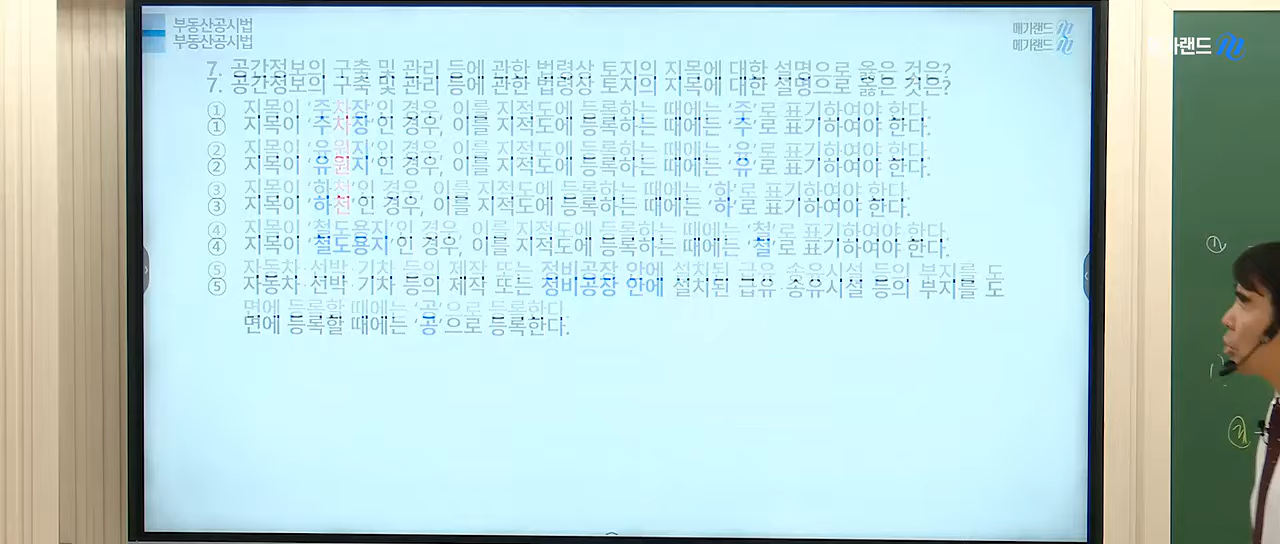 부동산공시법
메가랜드
메가랜드
7. 공간정보의 구축 및 관리 등에 관한 법령상 토지의 지목에 대한 설명으로 옳은 것은?
① 지목이 '주차장'인 경우, 이를 지적도에 등록하는 때에는 '주'로 표기하여야 한다.
② 지목이 '유원지'인 경우, 이를 지적도에 등록하는 때에는 '유'로 표기하여야 한다.
③ 지목이 '하천'인 경우, 이를 지적도에 등록하는 때에는 '하'로 표기하여야 한다.
④ 지목이 '철도용지'인 경우, 이를 지적도에 등록하는 때에는 '철'로 표기하여야 한다.
⑤ 자동차·선박·기차 등의 제작 또는 정비공장 안에 설치된 급유·송유시설 등의 부지를 도
면에 등록할 때에는 '공'으로 등록한다.
①